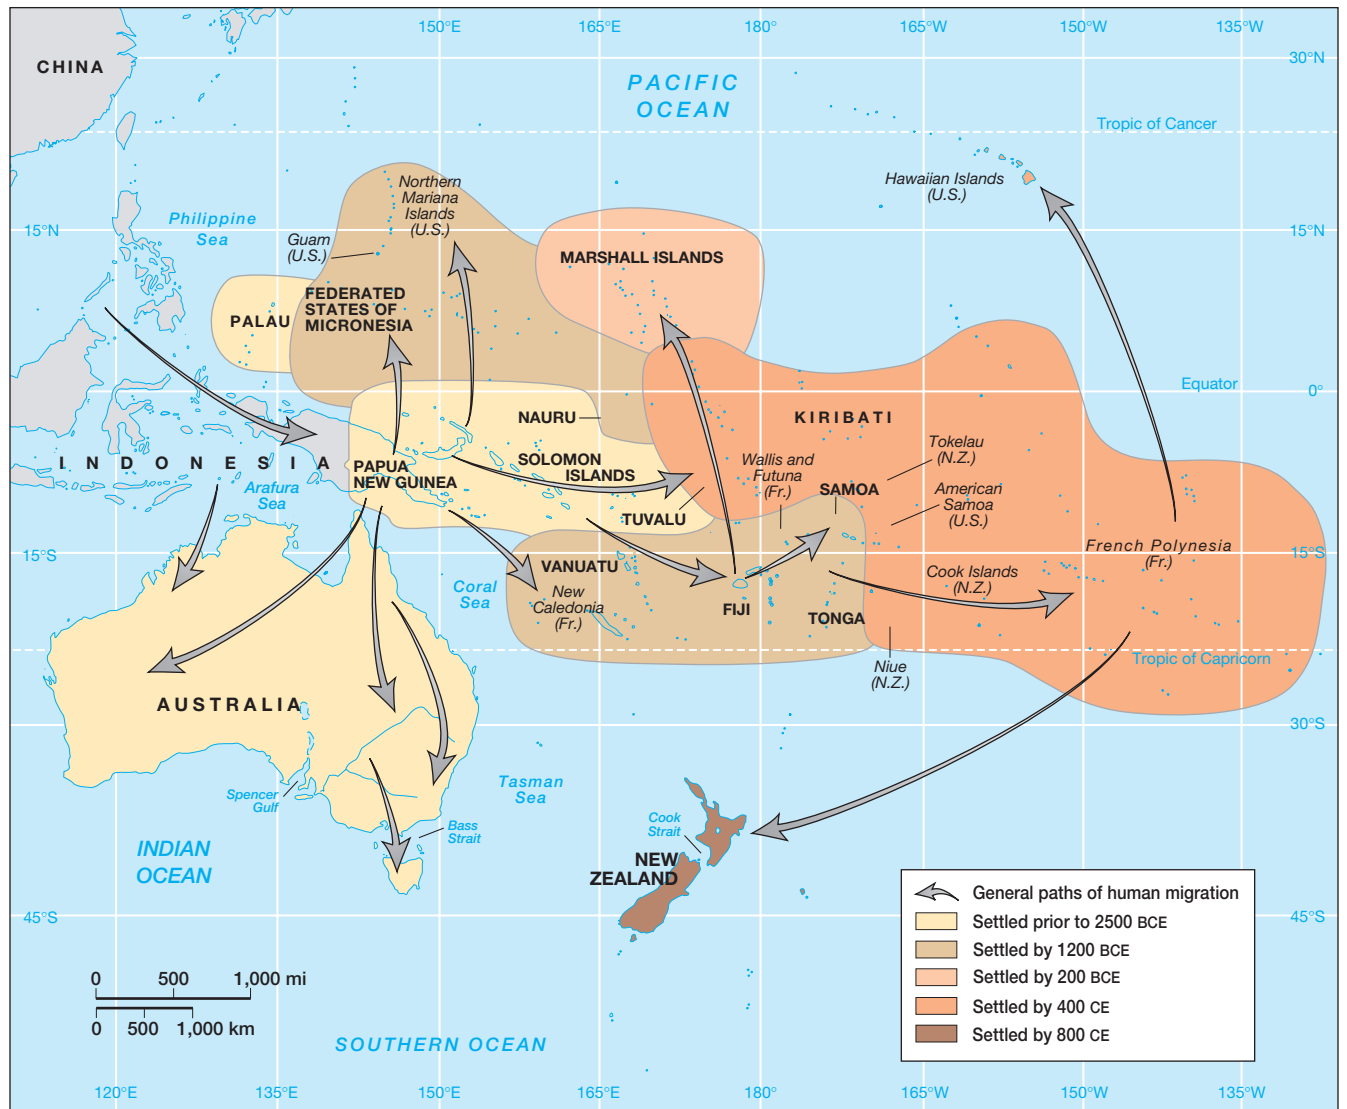 150°E
165°E
180°
165°W
150°W
135°W
30°N
CHINA
PACIFIC
OCEAN
Tropic of Cancer
Hawaiian Islands
(U.S.)
Northern
Mariana
Islands
(U.S.)
Philippine
Sea
15°N
15°N
Guam
(U.S.)
MARSHALL ISLANDS
FEDERATED
STATES OF
MICRONESIA
PALAU
Equator
0°
NAURU
KIRIBATI
Tokelau
(N.Z.)
INDONESIA
PAPUA
NEW GUINEA
SOLOMON
ISLANDS
Wallis and
Futuna
(Fr.)
SAMOA
American
Samoa
(U.S.)
Arafura
Sea
TUVALU
French Polynesia
(Fr.)
15°S
15°S
VANUATU
New
Caledonia
(Fr.)
Coral
Sea
Cook Islands
(N.Z.)
FIJI
TONGA
Niue
(N.Z.)
Tropic of Capricorn
AUSTRALIA
30°S
Tasman
Sea
Spencer
Gulf
Bass
Strait
Cook
Strait
INDIAN
OCEAN
NEW
ZEALAND
45°S
45°S
General paths of human migration
Settled prior to 2500 BCE
Settled by 1200 BCE
Settled by 200 BCE
Settled by 400 CE
Settled by 800 CE
0 500 1,000 mi
0 500 1,000 km
SOUTHERN OCEAN
120°E
135°E
150°E
165°E
180°
165°W
150°W
135°W